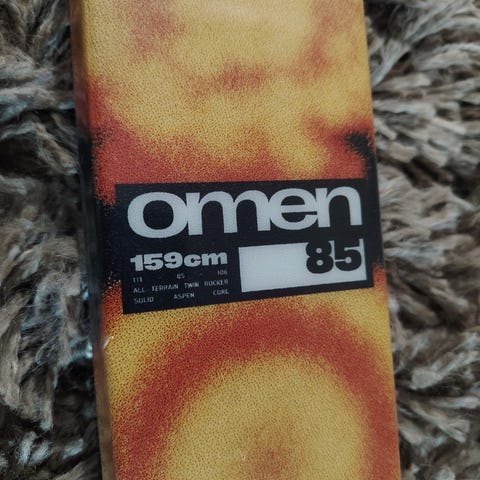 omen
159cm
85
111 85 106
ALL TERRAIN TWIN ROCKER
SOLID ASPEN CORE